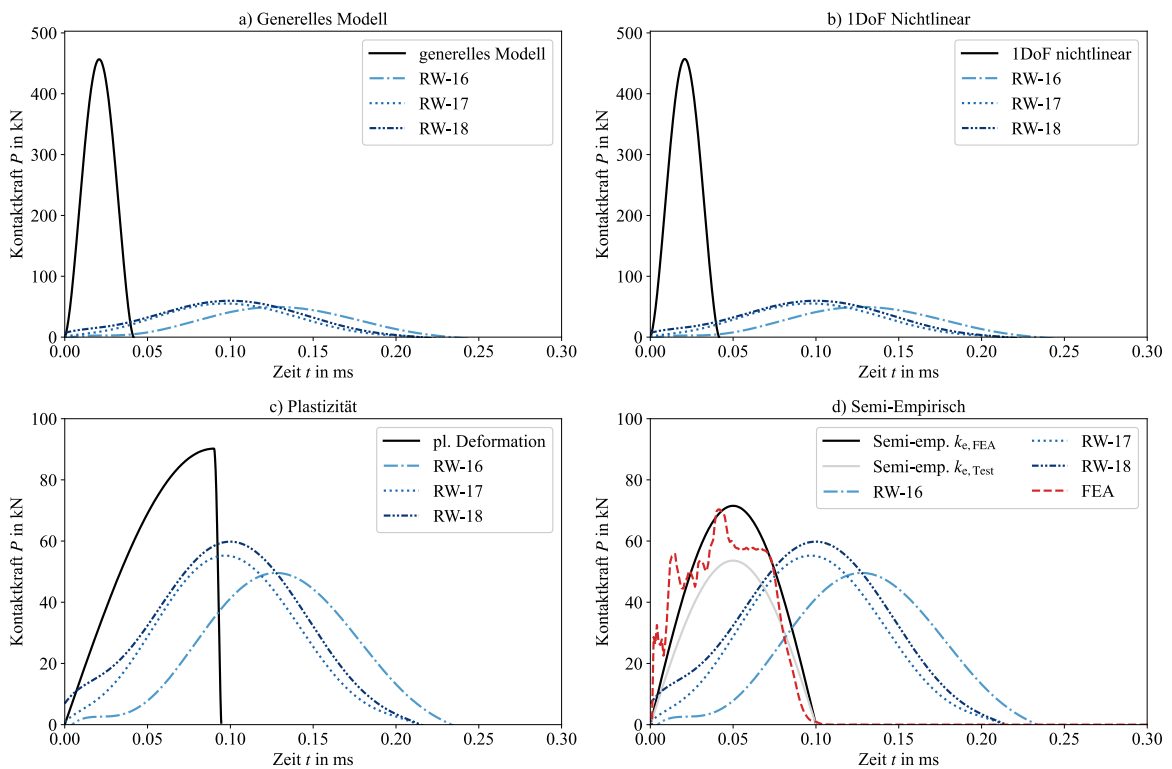 a) Generelles Modell
500
400
300
200
100
0
Kontaktkraft P in kN
generelles Modell
RW-16
RW-17
RW-18
0.00 0.05 0.10 0.15 0.20 0.25 0.30
Zeit t in ms
b) 1DoF Nichtlinear
500
400
300
200
100
0
Kontaktkraft P in kN
1DoF nichtlinear
RW-16
RW-17
RW-18
0.00 0.05 0.10 0.15 0.20 0.25 0.30
Zeit t in ms
c) Plastizität
100
80
60
40
20
0
Kontaktkraft P in kN
pl. Deformation
RW-16
RW-17
RW-18
0.00 0.05 0.10 0.15 0.20 0.25 0.30
Zeit t in ms
d) Semi-Empirisch
100
80
60
40
20
0
Kontaktkraft P in kN
Semi-emp. ke, FEA
Semi-emp. ke, Test
RW-16
RW-17
RW-18
FEA
0.00 0.05 0.10 0.15 0.20 0.25 0.30
Zeit t in ms